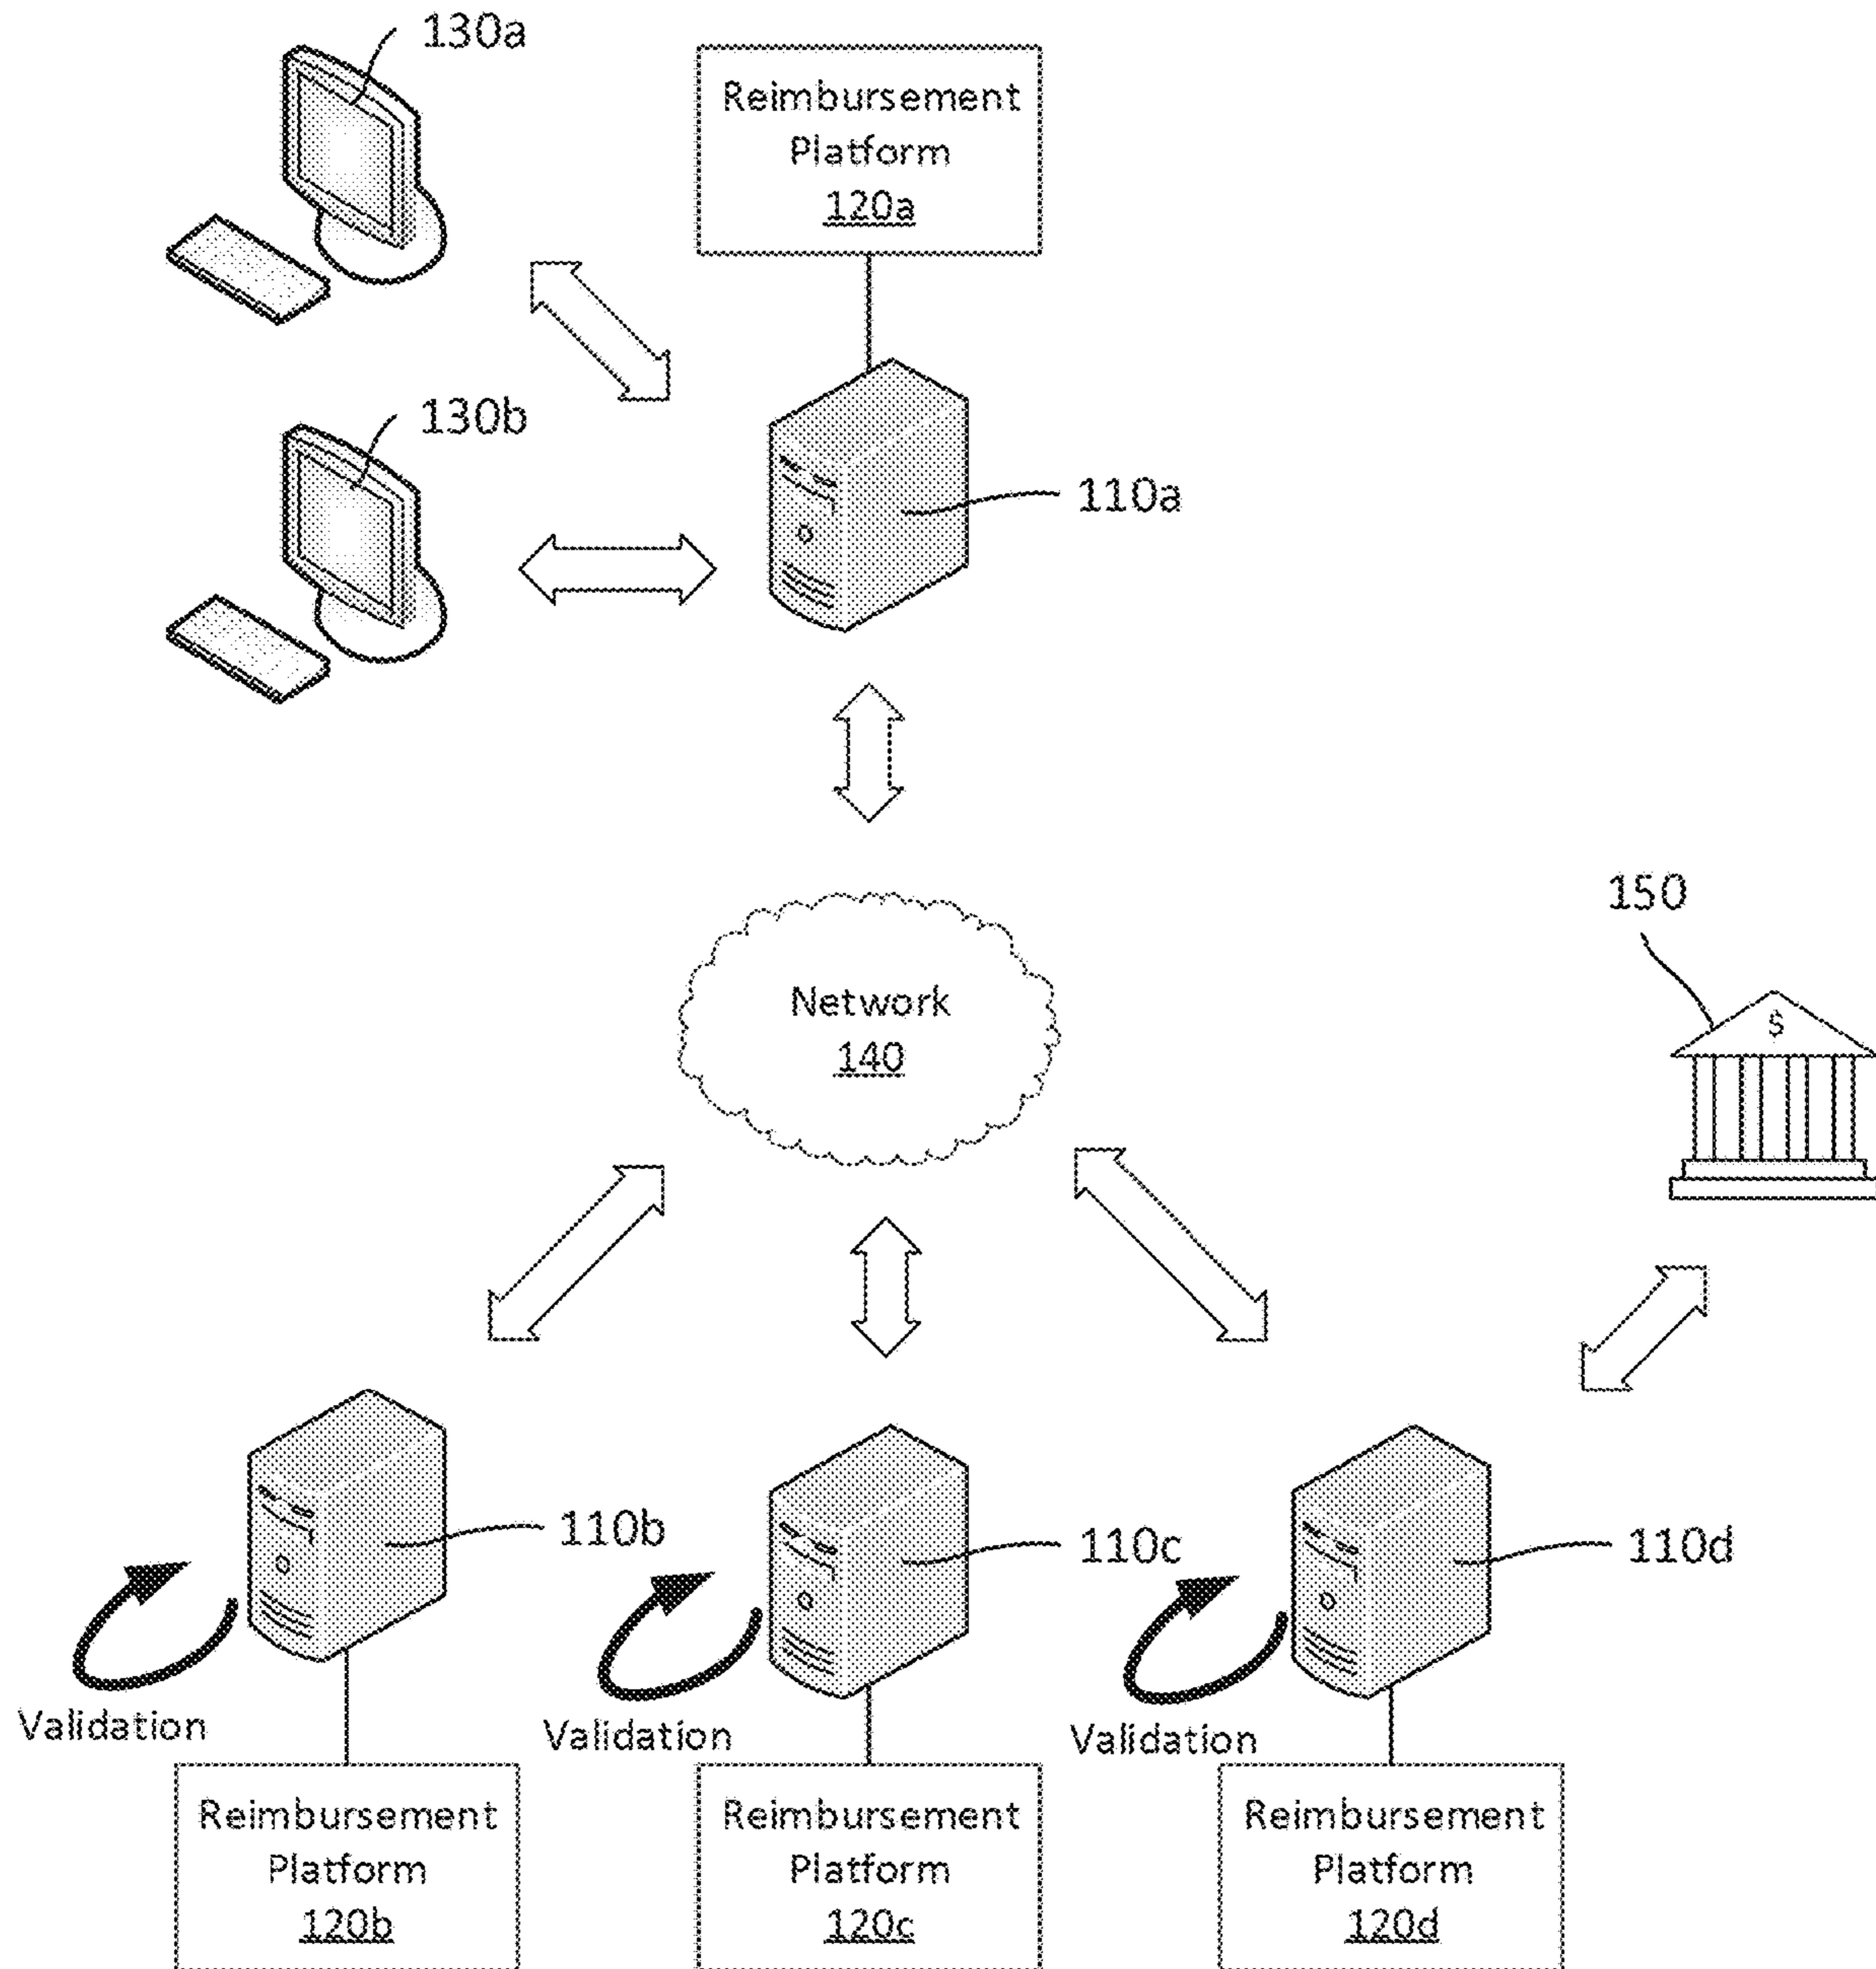 130a
Reimbursement
Platform
120a
130b
110a
150
$
Network
140
110b
110c
110d
Validation
Validation
Validation
Reimbursement
Platform
120b
Reimbursement
Platform
120c
Reimbursement
Platform
120d